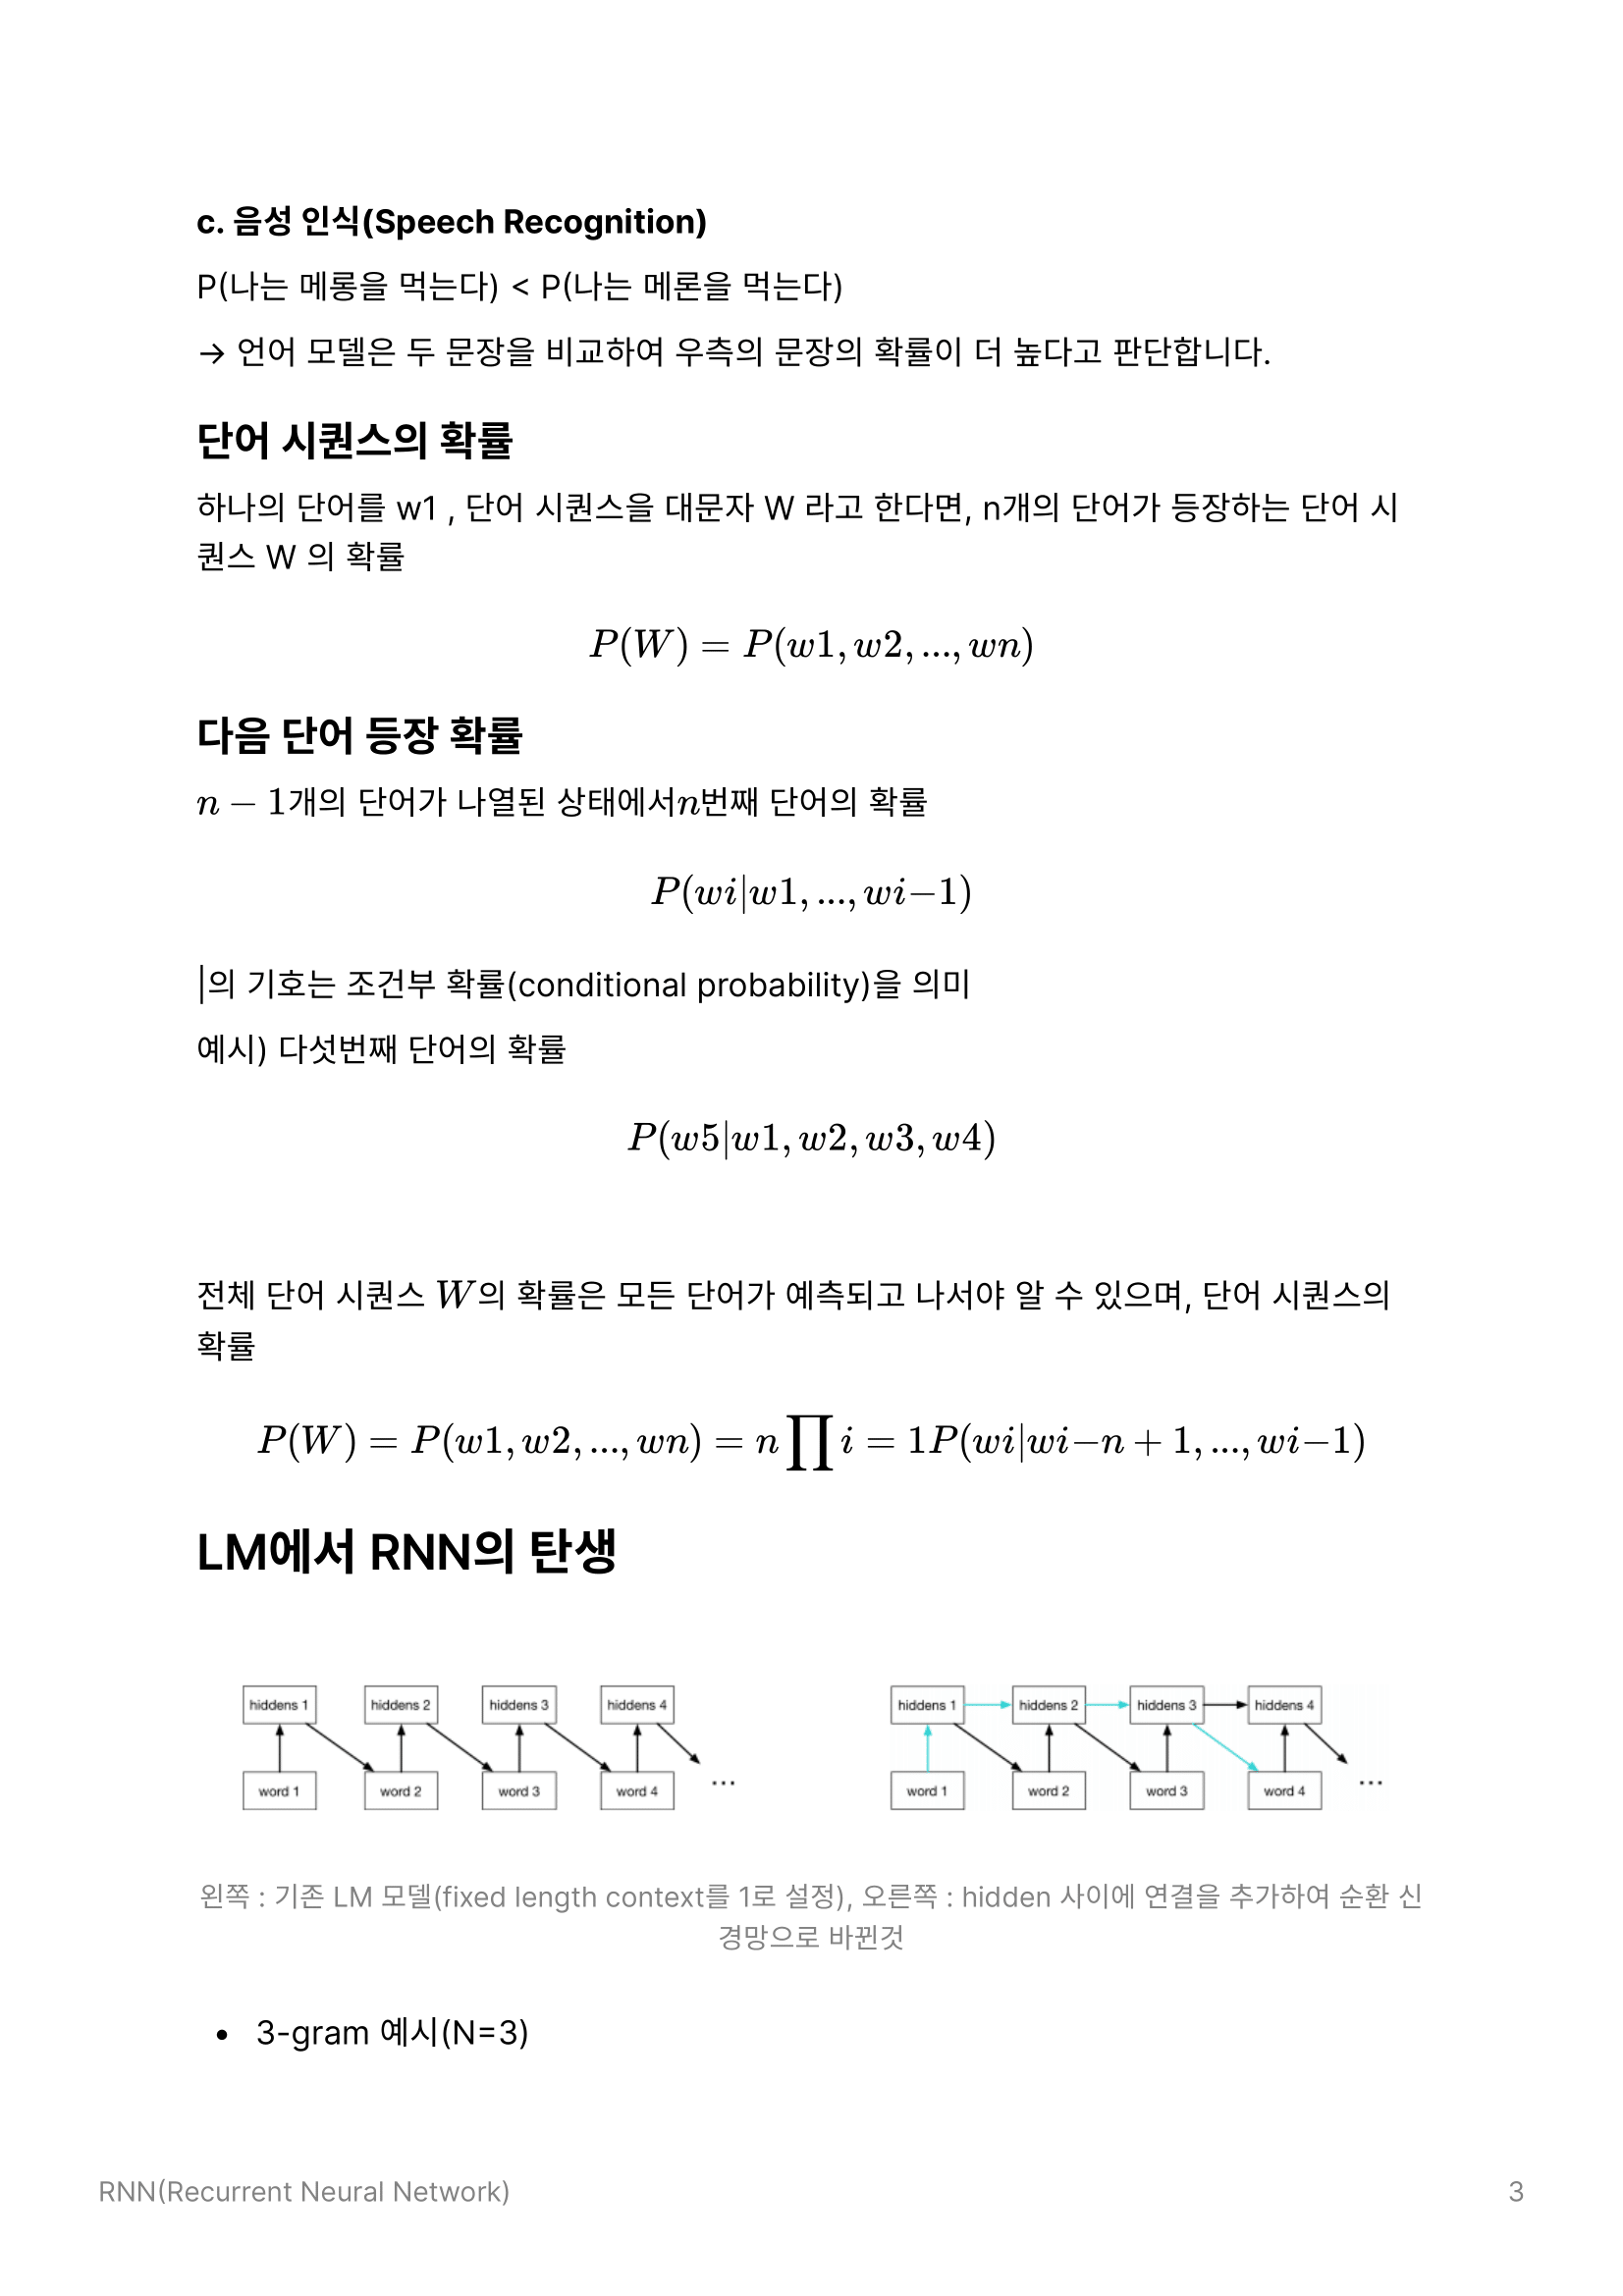 c. 음성 인식(Speech Recognition)
P(나는 메롱을 먹는다) < P(나는 메론을 먹는다)
→ 언어 모델은 두 문장을 비교하여 우측의 문장의 확률이 더 높다고 판단합니다.
단어 시퀀스의 확률
하나의 단어를 w1 , 단어 시퀀스을 대문자 W 라고 한다면, n개의 단어가 등장하는 단어 시
퀀스 W 의 확률
P(W) = P(w1, w2, ..., wn)
다음 단어 등장 확률
n − 1개의 단어가 나열된 상태에서n번째 단어의 확률
P(wi|w1, ..., wi−1)
|의 기호는 조건부 확률(conditional probability)을 의미
예시) 다섯번째 단어의 확률
P(w5|w1, w2, w3, w4)
전체 단어 시퀀스 W의 확률은 모든 단어가 예측되고 나서야 알 수 있으며, 단어 시퀀스의
확률
P(W) = P(w1, w2, ..., wn) = n∏i = 1P(wi|wi−n + 1, ..., wi−1)
LM에서 RNN의 탄생
hiddens 1 hiddens 2 hiddens 3 hiddens 4
word 1 word 2 word 3 word 4 ...
hiddens 1 hiddens 2 hiddens 3 hiddens 4
word 1 word 2 word 3 word 4 ...
왼쪽 : 기존 LM 모델(fixed length context를 1로 설정), 오른쪽 : hidden 사이에 연결을 추가하여 순환 신
경망으로 바뀐것
• 3-gram 예시(N=3)
RNN(Recurrent Neural Network) 3